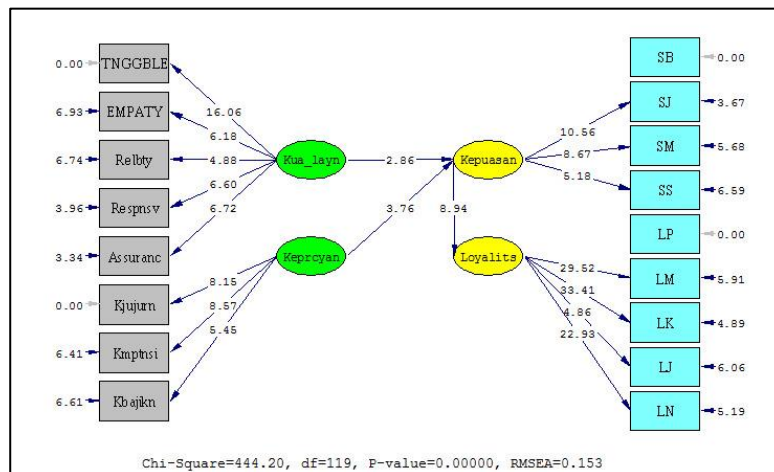 0.00 TNGGBLE
6.93 EMPATY
6.74 Relbty
3.96 Respnsv
3.34 Assuranc
0.00 Kjujurn
6.41 Kmptnsi
6.61 Kbajikn
16.06
6.18
4.88
6.60
6.72
8.15
8.57
5.45
Kua_layn
Keprcyan
2.86
3.76
Kepuasan
8.94
Loyalits
10.56
8.67
5.18
29.52
33.41
4.86
22.93
SB 0.00
SJ 3.67
SM 5.68
SS 6.59
LP 0.00
LM 5.91
LK 4.89
LJ 6.06
LN 5.19
Chi-Square=444.20, df=119, P-value=0.00000, RMSEA=0.153